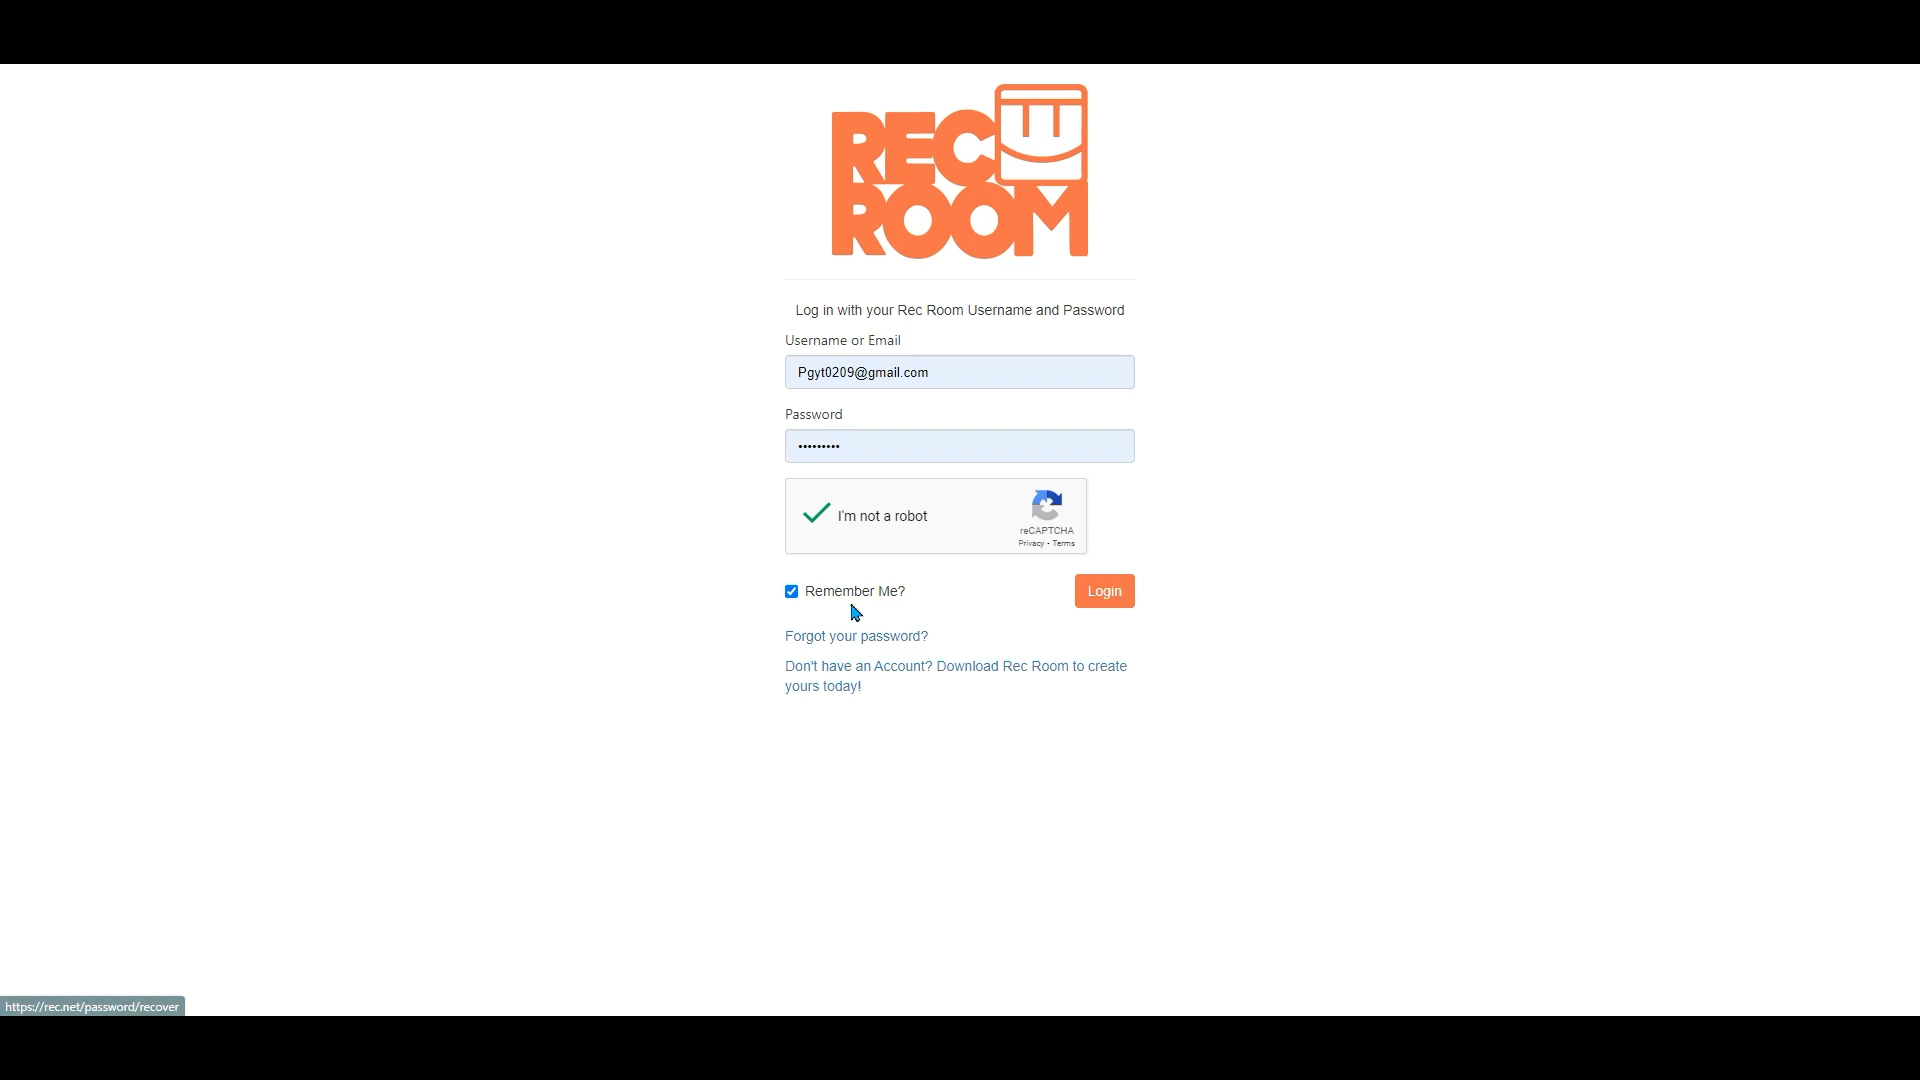 REC
ROOM
Log in with your Rec Room Username and Password
Username or Email
Pgyt0209@gmail.com
Password
•••••••••
I'm not a robot
reCAPTCHA
Privacy - Terms
Remember Me?
Login
Forgot your password?
Don't have an Account? Download Rec Room to create
yours today!
https://rec.net/password/recover